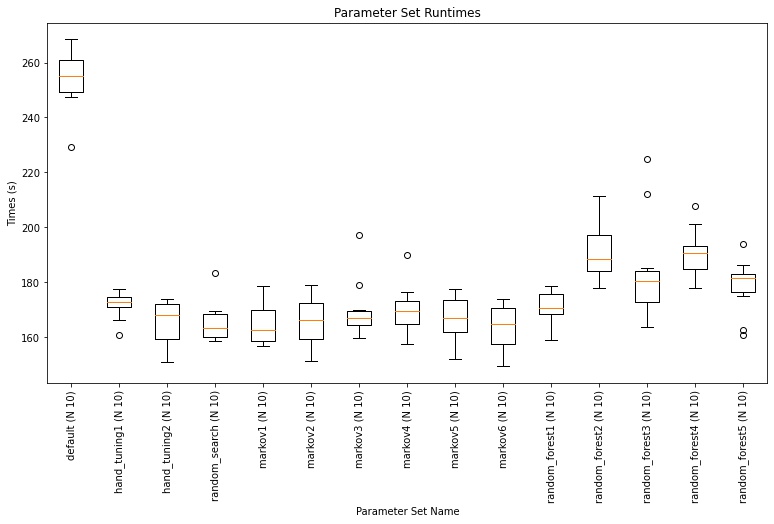 Parameter Set Runtimes
Times (s)
260
240
220
200
180
160
default (N 10)
hand_tuning1 (N 10)
hand_tuning2 (N 10)
random_search (N 10)
markov1 (N 10)
markov2 (N 10)
markov3 (N 10)
markov4 (N 10)
markov5 (N 10)
markov6 (N 10)
random_forest1 (N 10)
random_forest2 (N 10)
random_forest3 (N 10)
random_forest4 (N 10)
random_forest5 (N 10)
Parameter Set Name